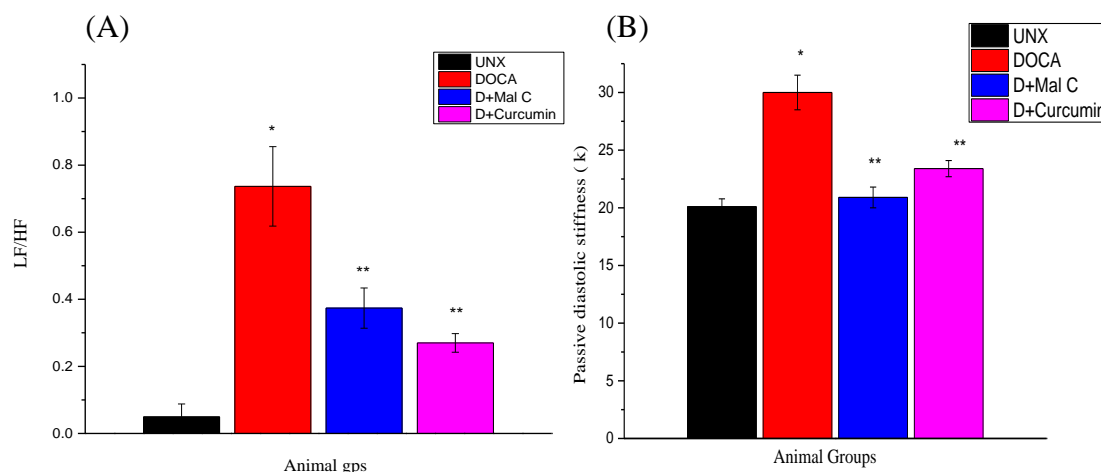 (A)
UNX
DOCA
D+Mal C
D+Curcumin
1.0
0.8
0.6
0.4
0.2
0.0
*
**
**
LF/HF
Animal gps
(B)
UNX
DOCA
D+Mal C
D+Curcumin
30
25
20
15
10
5
0
*
**
**
Passive diastolic stiffness ( k)
Animal Groups